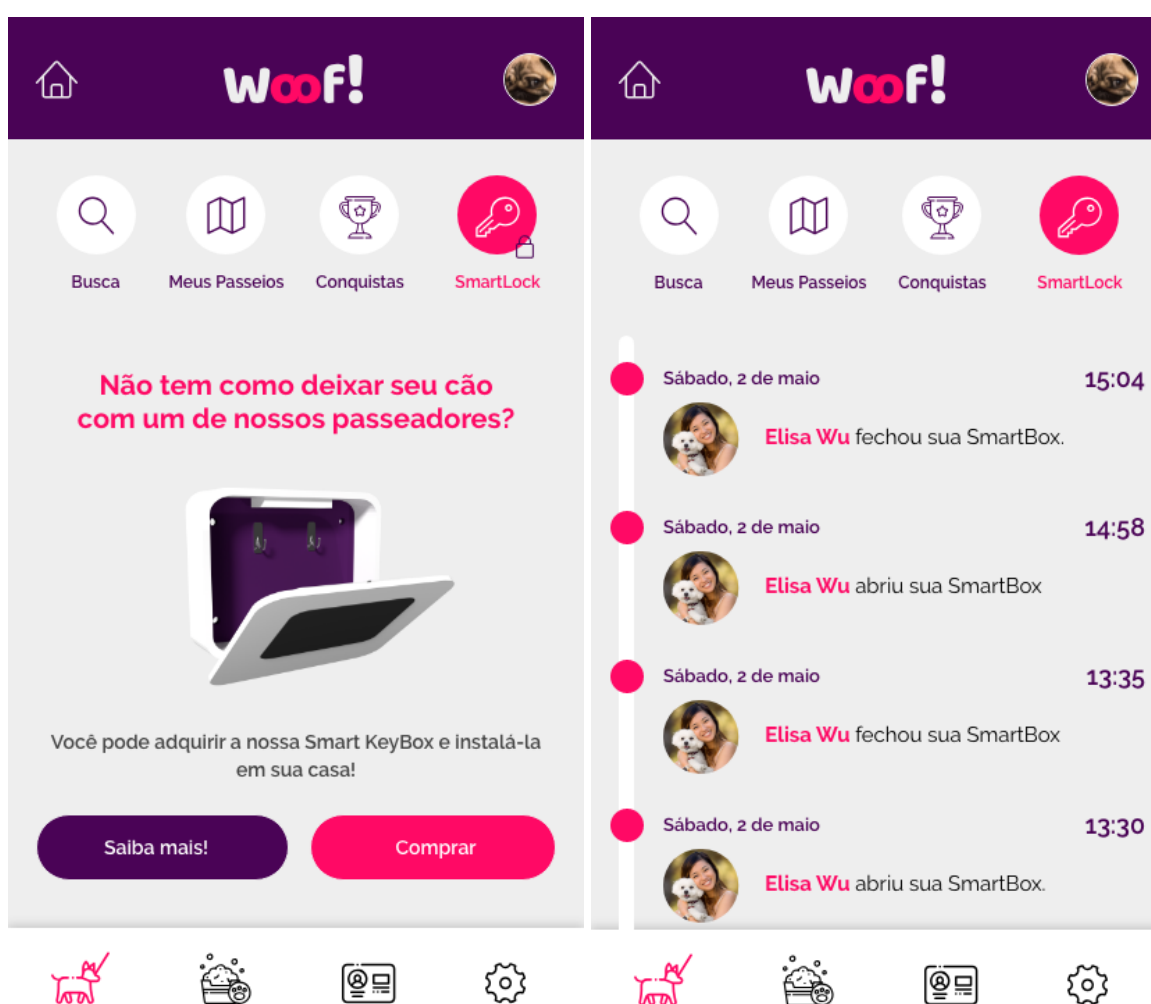 Woof!
Busca
Meus Passeios
Conquistas
SmartLock
Não tem como deixar seu cão
com um de nossos passeadores?
Você pode adquirir a nossa Smart KeyBox e instalá-la
em sua casa!
Saiba mais!
Comprar
Woof!
Busca
Meus Passeios
Conquistas
SmartLock
Sábado, 2 de maio 15:04
Elisa Wu fechou sua SmartBox.
Sábado, 2 de maio 14:58
Elisa Wu abriu sua SmartBox
Sábado, 2 de maio 13:35
Elisa Wu fechou sua SmartBox
Sábado, 2 de maio 13:30
Elisa Wu abriu sua SmartBox.